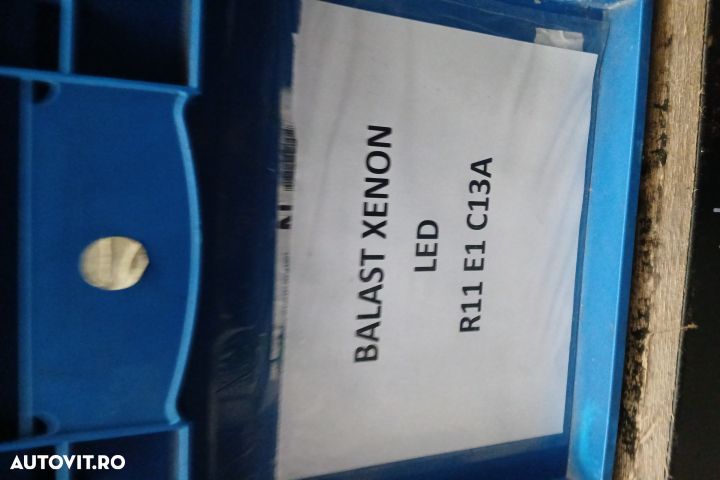 BALAST XENON
LED
R11 E1 C13A
AUTOVIT.RO